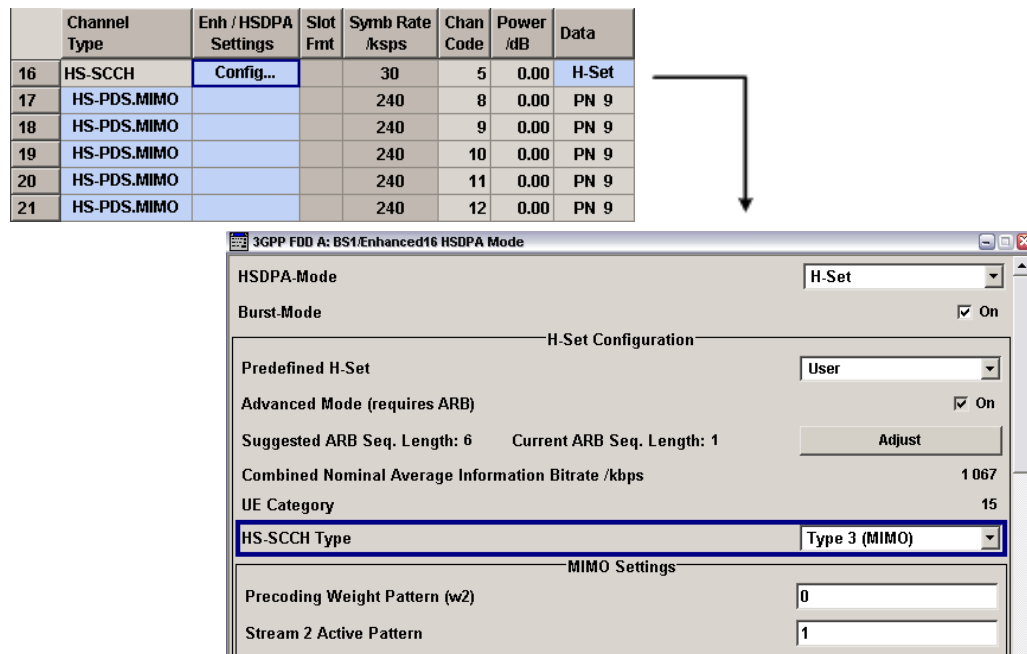 Channel Type Enh / HSDPA Settings Slot Fmt Symb Rate /ksps Chan Code Power /dB Data
16 HS-SCCH Config... 30 5 0.00 H-Set
17 HS-PDS.MIMO 240 8 0.00 PN 9
18 HS-PDS.MIMO 240 9 0.00 PN 9
19 HS-PDS.MIMO 240 10 0.00 PN 9
20 HS-PDS.MIMO 240 11 0.00 PN 9
21 HS-PDS.MIMO 240 12 0.00 PN 9
3GPP FDD A: BS1/Enhanced16 HSDPA Mode
HSDPA-Mode H-Set
Burst-Mode On
H-Set Configuration
Predefined H-Set User
Advanced Mode (requires ARB) On
Suggested ARB Seq. Length: 6 Current ARB Seq. Length: 1 Adjust
Combined Nominal Average Information Bitrate /kbps 1 067
UE Category 15
HS-SCCH Type Type 3 (MIMO)
MIMO Settings
Precoding Weight Pattern (w2) 0
Stream 2 Active Pattern 1